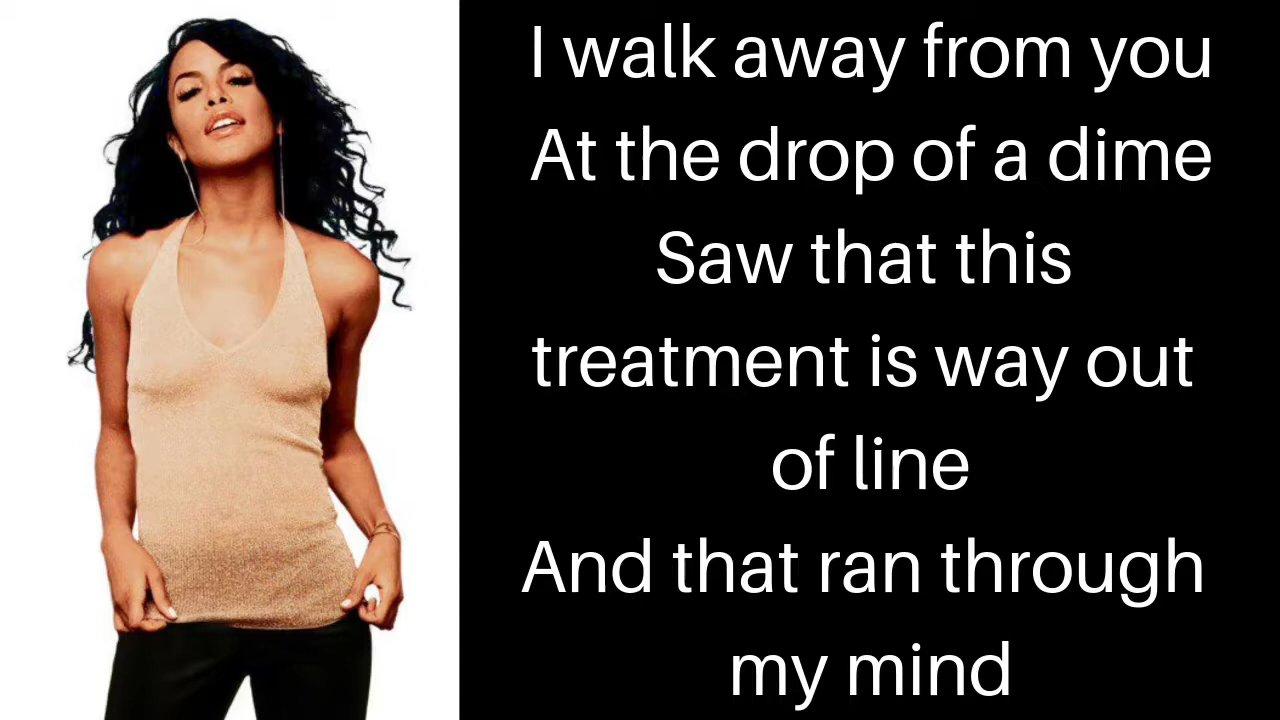 I walk away from you
At the drop of a dime
Saw that this
treatment is way out
of line
And that ran through
my mind